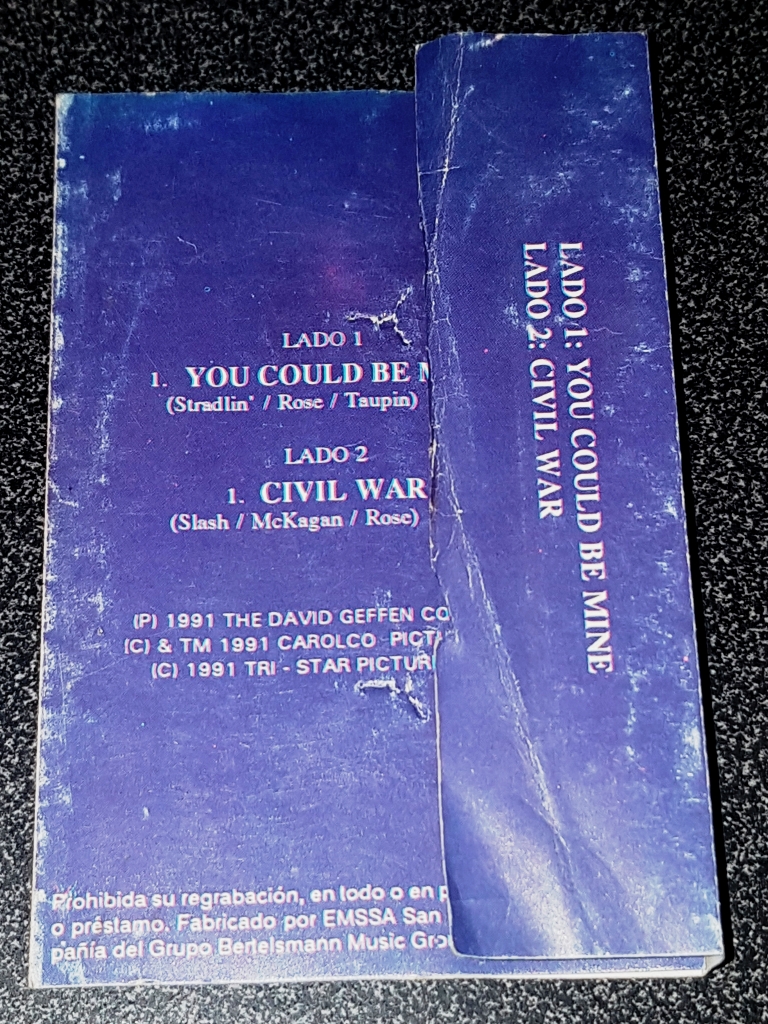 LADO 1
1. YOU COULD BE
(Stradlin' / Rose / Taupin)
LADO 2
1. CIVIL WAR
(Slash / McKagan / Rose)
(P) 1991 THE DAVID GEFFEN CO
(C) & TM 1991 CAROLCO PICT
(C) 1991 TRI - STAR PICTUR
Prohibida su regrabación, en todo o en p
o préstamo. Fabricado por EMSSA San
pañía del Grupo Bertelsmann Music Gro
LADO 1: YOU COULD BE MINE
LADO 2: CIVIL WAR